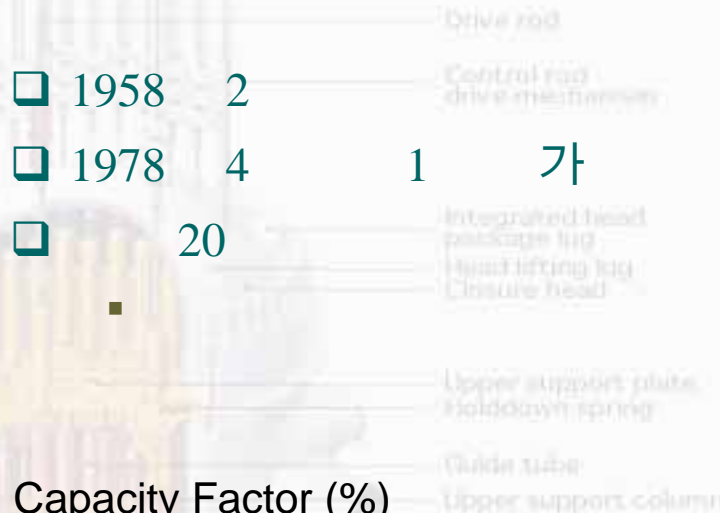 Drive rod
Control rod
drive mechanism
❑ 1958 2
❑ 1978 4 1 가
❑ 20
▪
Integrated head
package lug
Head lifting lug
Closure head
Upper support plate
Holddown spring
Guide tube
Capacity Factor (%)
Upper support column